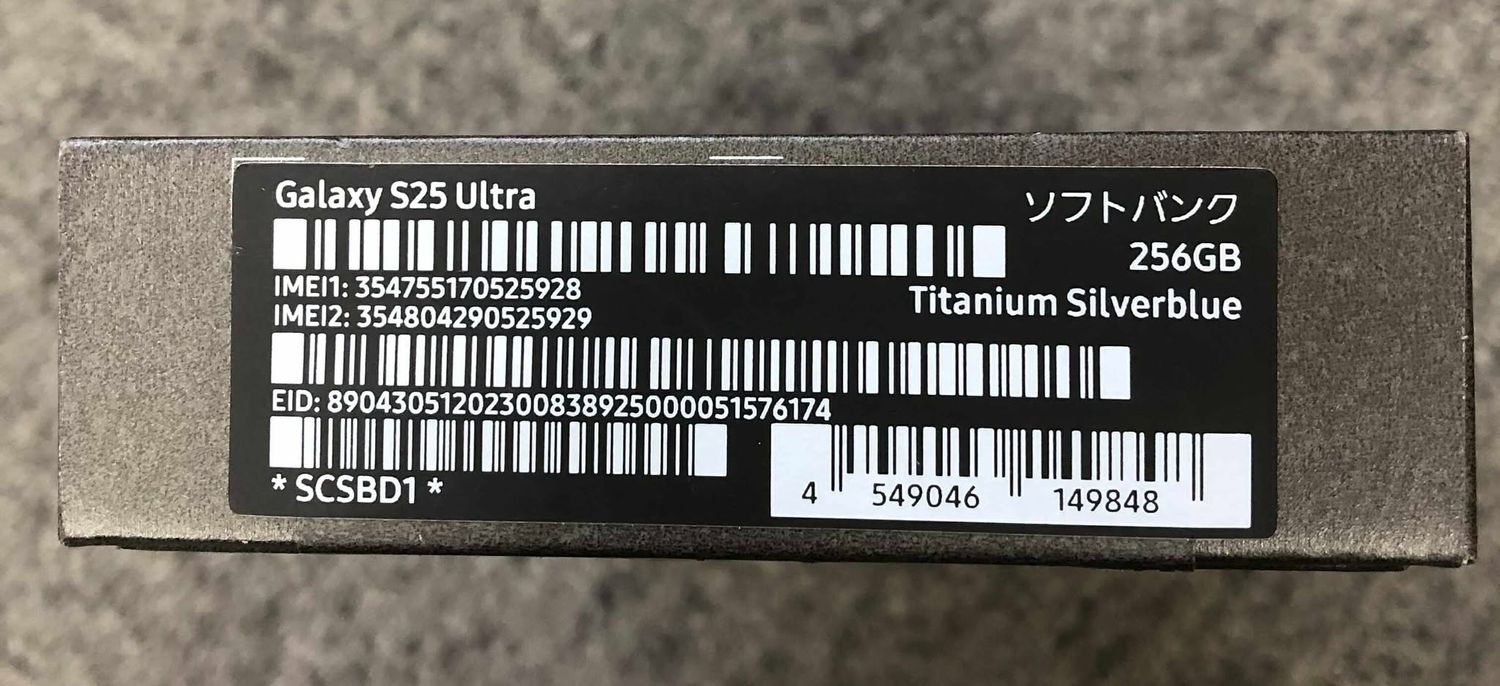 Galaxy S25 Ultra
ソフトバンク
256GB
Titanium Silverblue
IMEI1: 354755170525928
IMEI2: 354804290525929
EID: 89043051202300838925000051576174
* SCSBD1 *
4 549046 149848